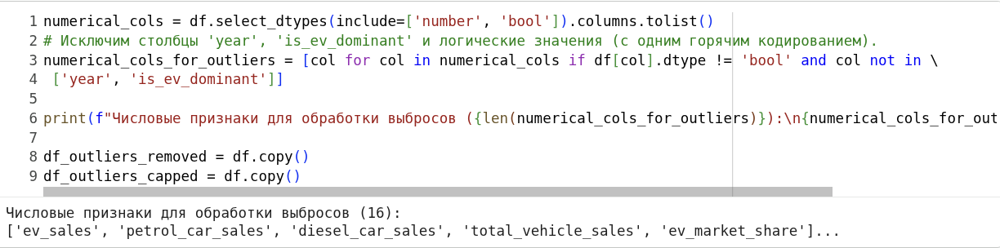 1 numerical_cols = df.select_dtypes(include=['number', 'bool']).columns.tolist()
2 # Исключим столбцы 'year', 'is_ev_dominant' и логические значения (с одним горячим кодированием).
3 numerical_cols_for_outliers = [col for col in numerical_cols if df[col].dtype != 'bool' and col not in \
4  ['year', 'is_ev_dominant']]
5
6 print(f"Числовые признаки для обработки выбросов ({len(numerical_cols_for_outliers)}):\n{numerical_cols_for_out
7
8 df_outliers_removed = df.copy()
9 df_outliers_capped = df.copy()
Числовые признаки для обработки выбросов (16):
['ev_sales', 'petrol_car_sales', 'diesel_car_sales', 'total_vehicle_sales', 'ev_market_share']...